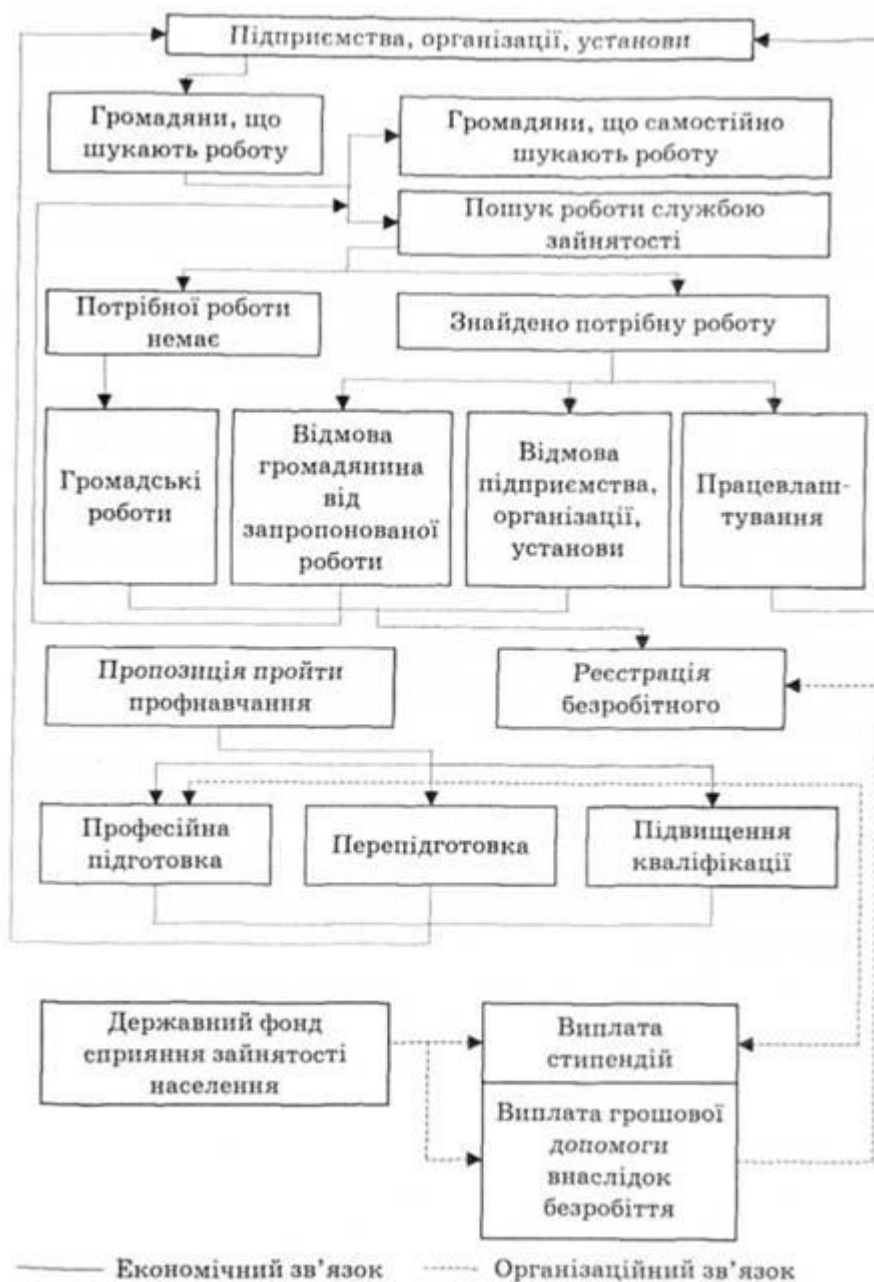 Підприємства, організації, установи
Громадяни, що
шукають роботу
Громадяни, що самостійно
шукають роботу
Пошук роботи службою
зайнятості
Потрібної роботи
немає
Знайдено потрібну роботу
Громадські
роботи
Відмова
громадянина
від
запропонованої
роботи
Відмова
підприємства,
організації,
установи
Працевлаш-
тування
Пропозиція пройти
профнавчання
Реєстрація
безробітного
Професійна
підготовка
Перепідготовка
Підвищення
кваліфікації
Державний фонд
сприяння зайнятості
населення
Виплата
стипендій
Виплата грошової
допомоги
внаслідок
безробіття
Економічний зв’язок
Організаційний зв’язок